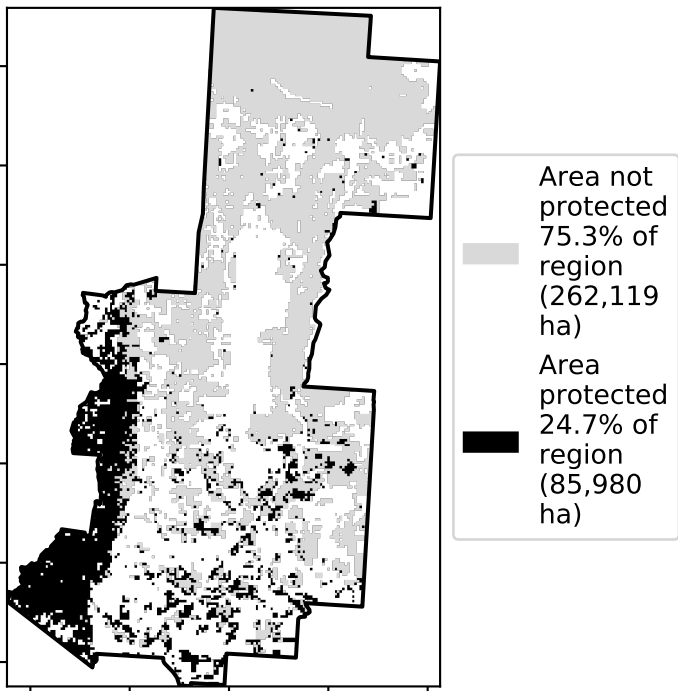 Area not
protected
75.3% of
region
(262,119
ha)
Area
protected
24.7% of
region
(85,980
ha)